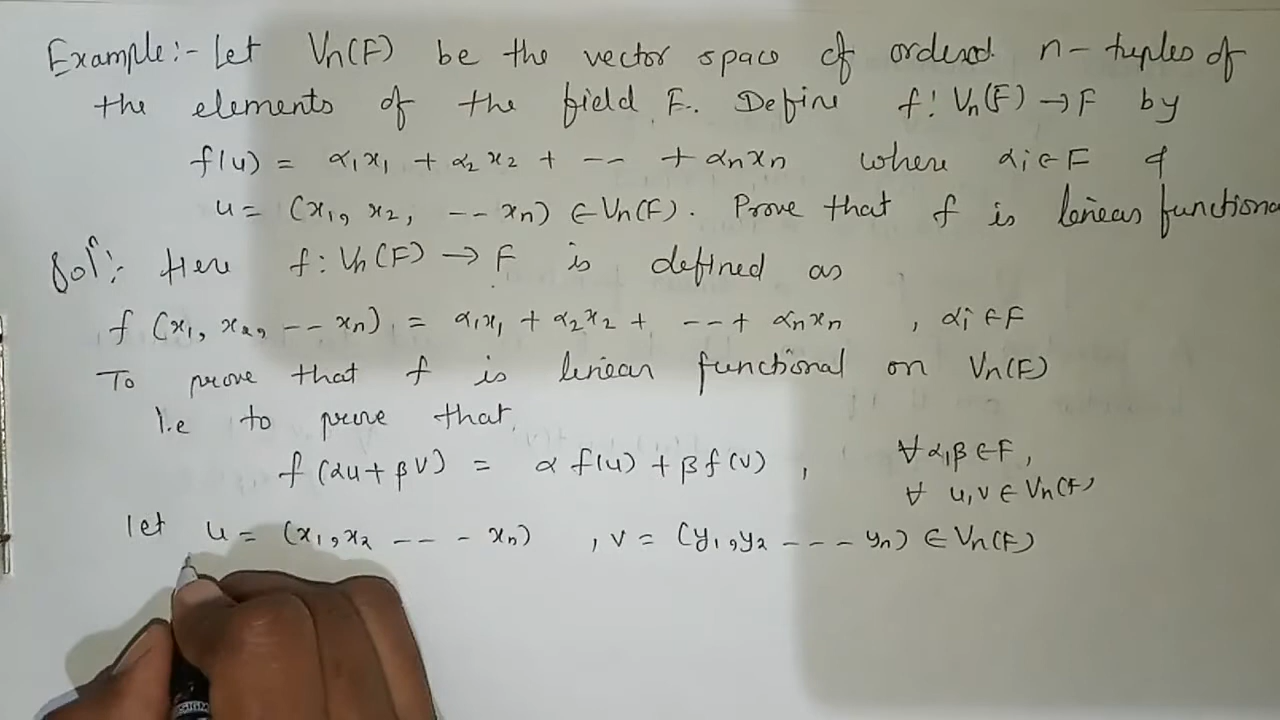 Example:- Let Vn(F) be the vector space of ordered n-tuples of
the elements of the field F. Define f: Vn(F) → F by
f(u) = α₁x₁ + α₂x₂ + -- + αnxn where αi ∈ F &
u = (x₁, x₂, -- xn) ∈ Vn(F). Prove that f is linear functiona
Solⁿ:- Here f: Vn(F) → F is defined as
f (x₁, x₂, -- xn) = α₁x₁ + α₂x₂ + --+ αnxn , αi ∈ F
To prove that f is linear functional on Vn(F)
I.e to prove that,
f(αu + βv) = α f(u) + β f(v) , ∀ α,β ∈ F,
∀ u,v ∈ Vn(F)
let u = (x₁, x₂ --- xn) , v = (y₁, y₂ --- yn) ∈ Vn(F)